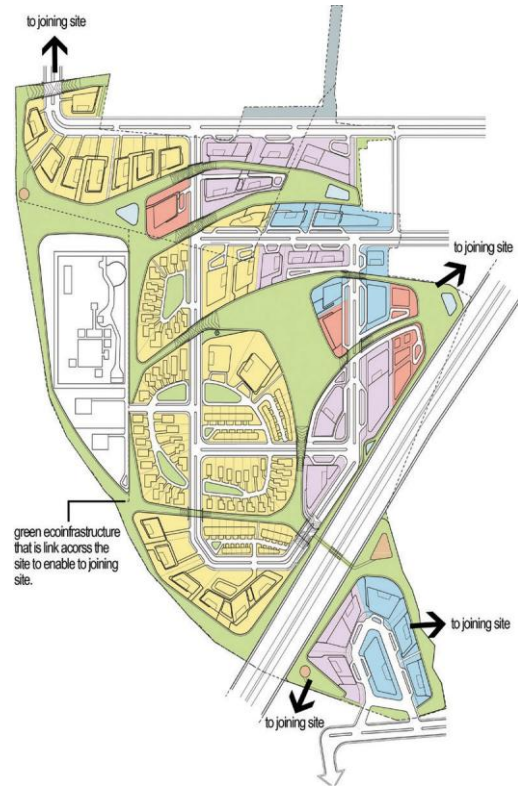 to joining site
to joining site
green ecoinfrastructure
that is link acorss the
site to enable to joining
site.
to joining site
to joining site